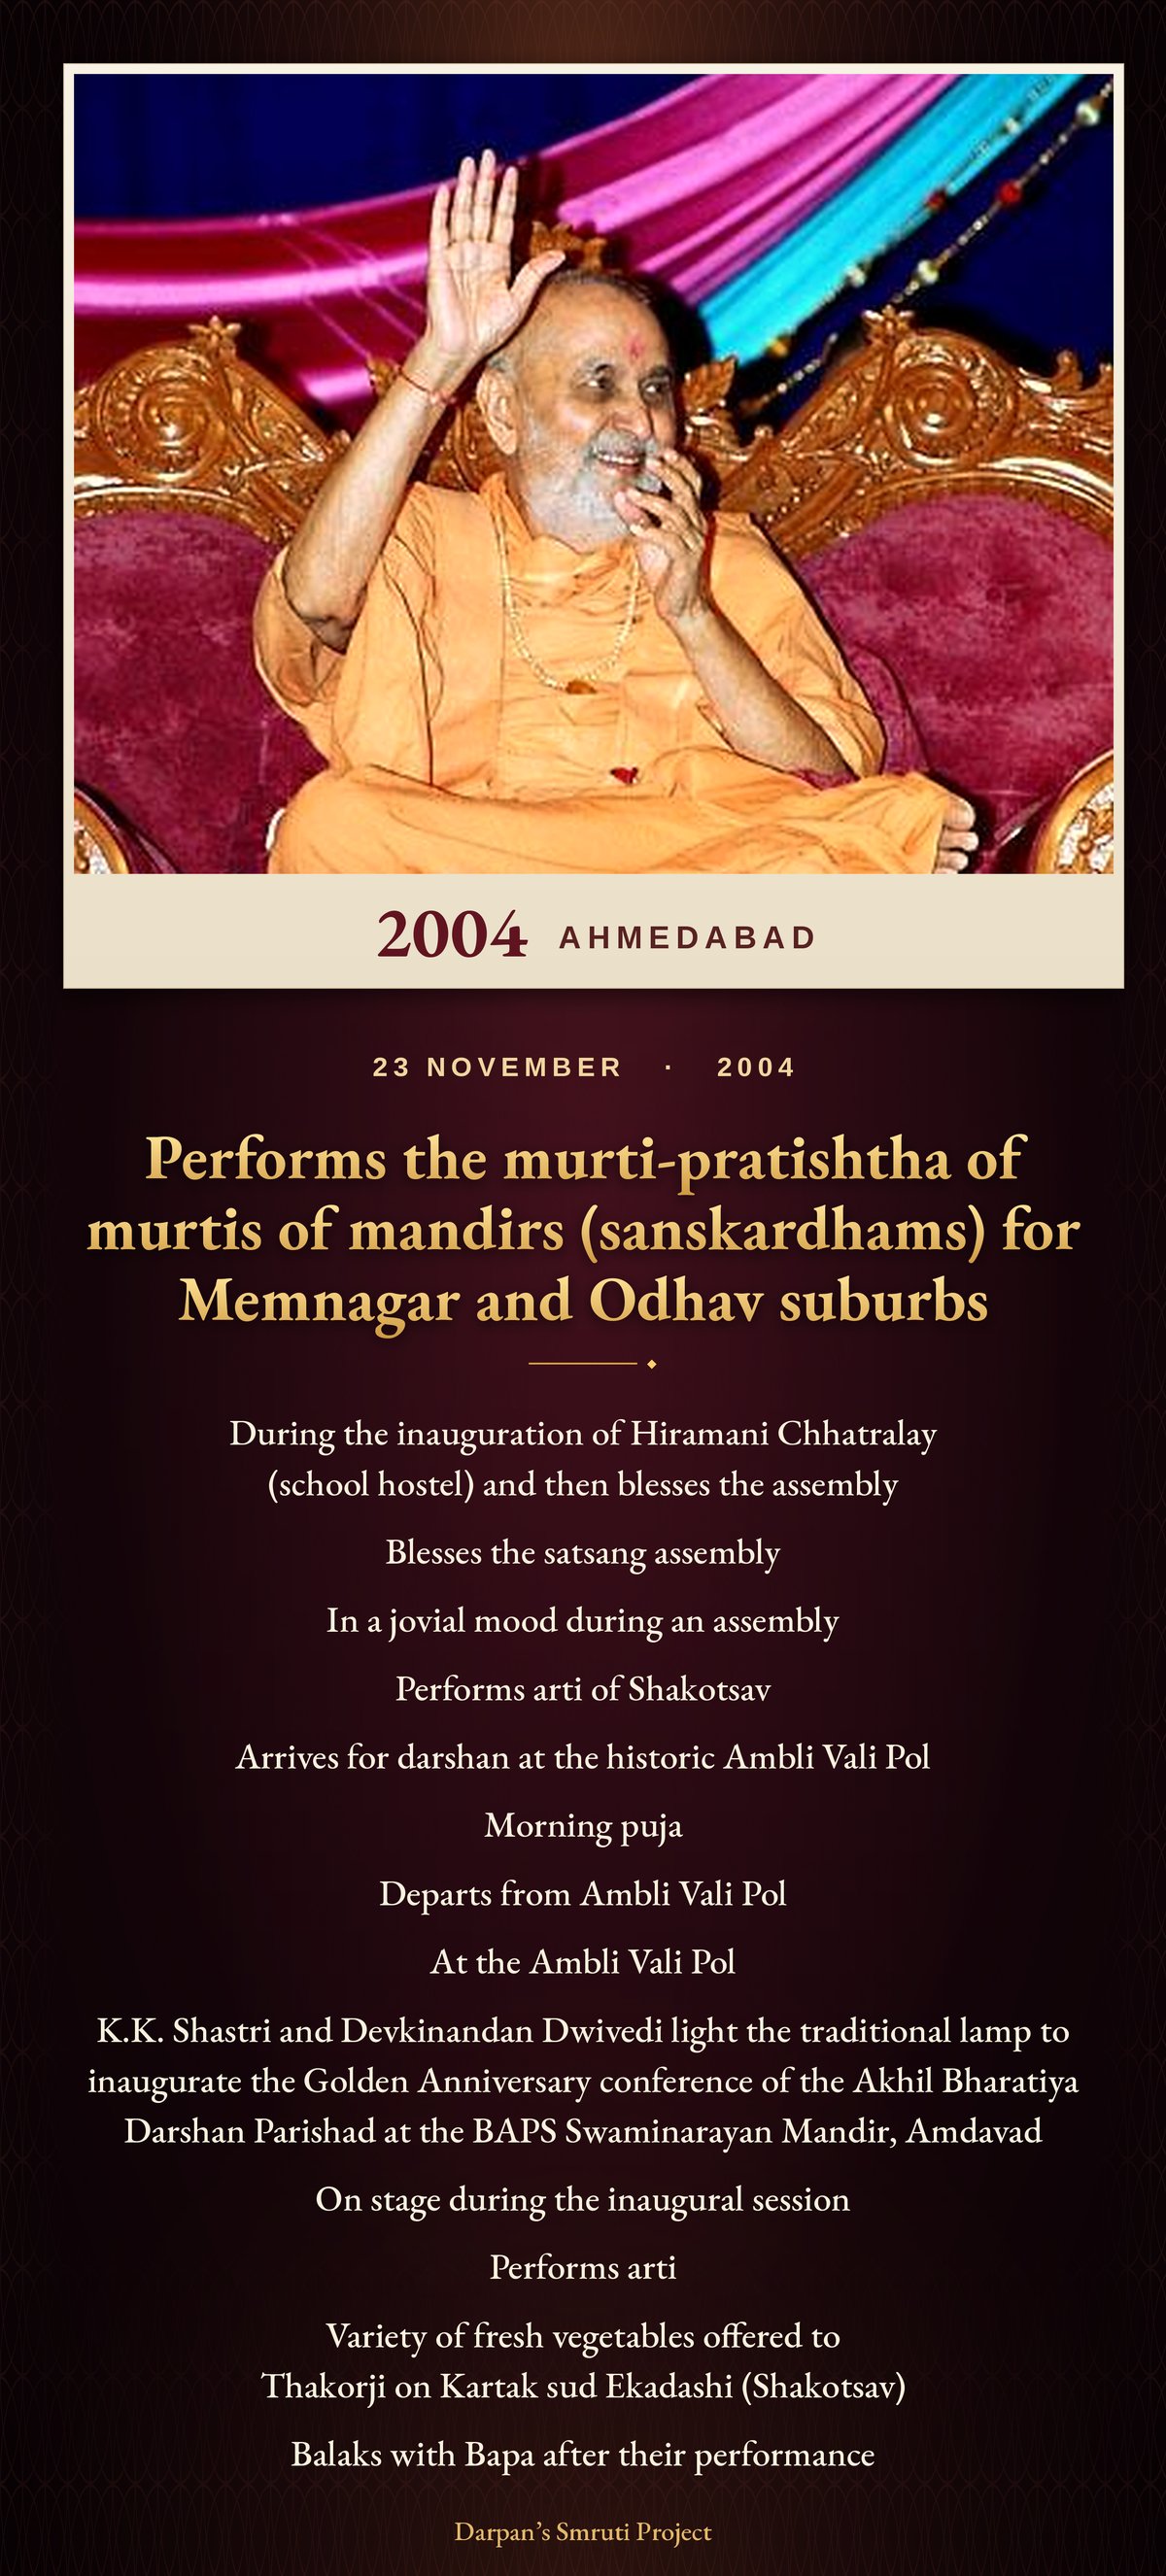 2004 AHMEDABAD
23 NOVEMBER · 2004
Performs the murti-pratishtha of
murtis of mandirs (sanskardhams) for
Memnagar and Odhav suburbs
During the inauguration of Hiramani Chhatralay
(school hostel) and then blesses the assembly
Blesses the satsang assembly
In a jovial mood during an assembly
Performs arti of Shakotsav
Arrives for darshan at the historic Ambli Vali Pol
Morning puja
Departs from Ambli Vali Pol
At the Ambli Vali Pol
K.K. Shastri and Devkinandan Dwivedi light the traditional lamp to
inaugurate the Golden Anniversary conference of the Akhil Bharatiya
Darshan Parishad at the BAPS Swaminarayan Mandir, Amdavad
On stage during the inaugural session
Performs arti
Variety of fresh vegetables offered to
Thakorji on Kartak sud Ekadashi (Shakotsav)
Balaks with Bapa after their performance
Darpan’s Smruti Project